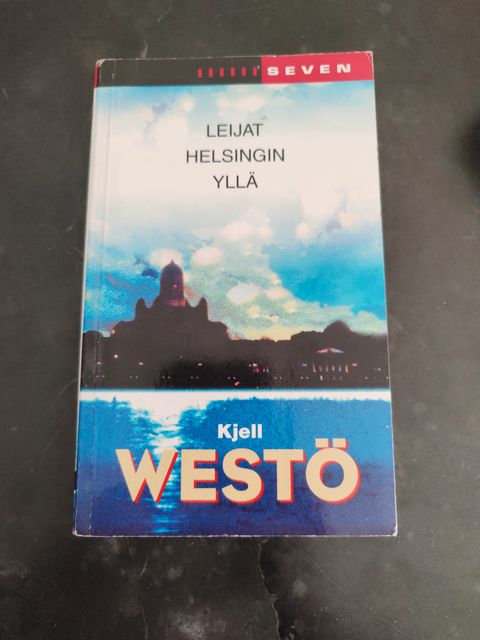 SEVEN
LEIJAT
HELSINGIN
YLLÄ
Kjell
WESTÖ